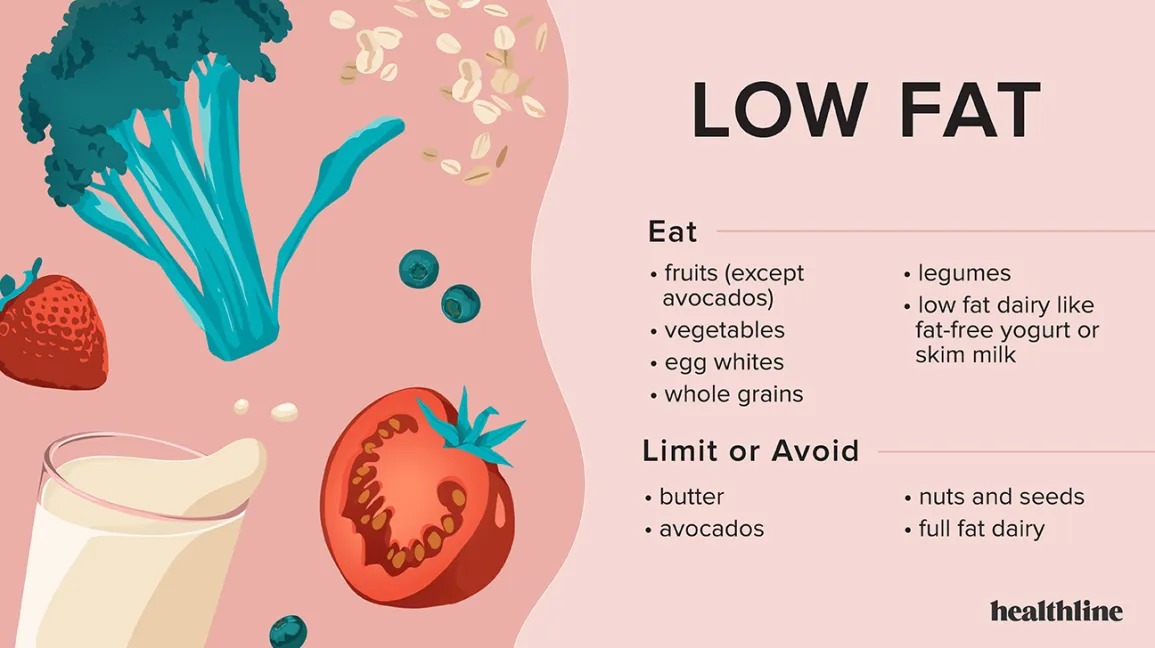 LOW FAT
Eat
• fruits (except
avocados)
• vegetables
• egg whites
• whole grains
• legumes
• low fat dairy like
fat-free yogurt or
skim milk
Limit or Avoid
• butter
• avocados
• nuts and seeds
• full fat dairy
healthline